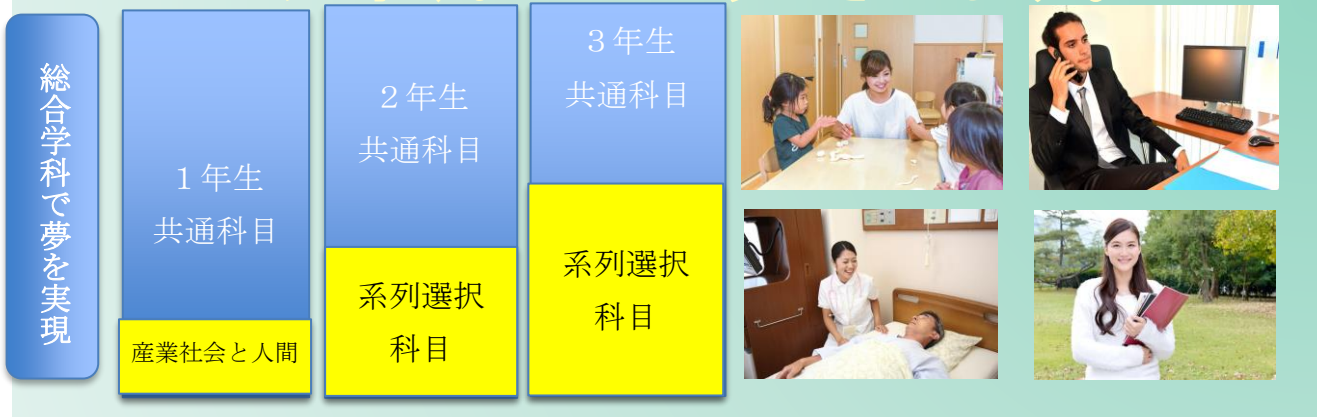 総合学科で夢を実現
１年生
共通科目
産業社会と人間
２年生
共通科目
系列選択
科目
３年生
共通科目
系列選択
科目